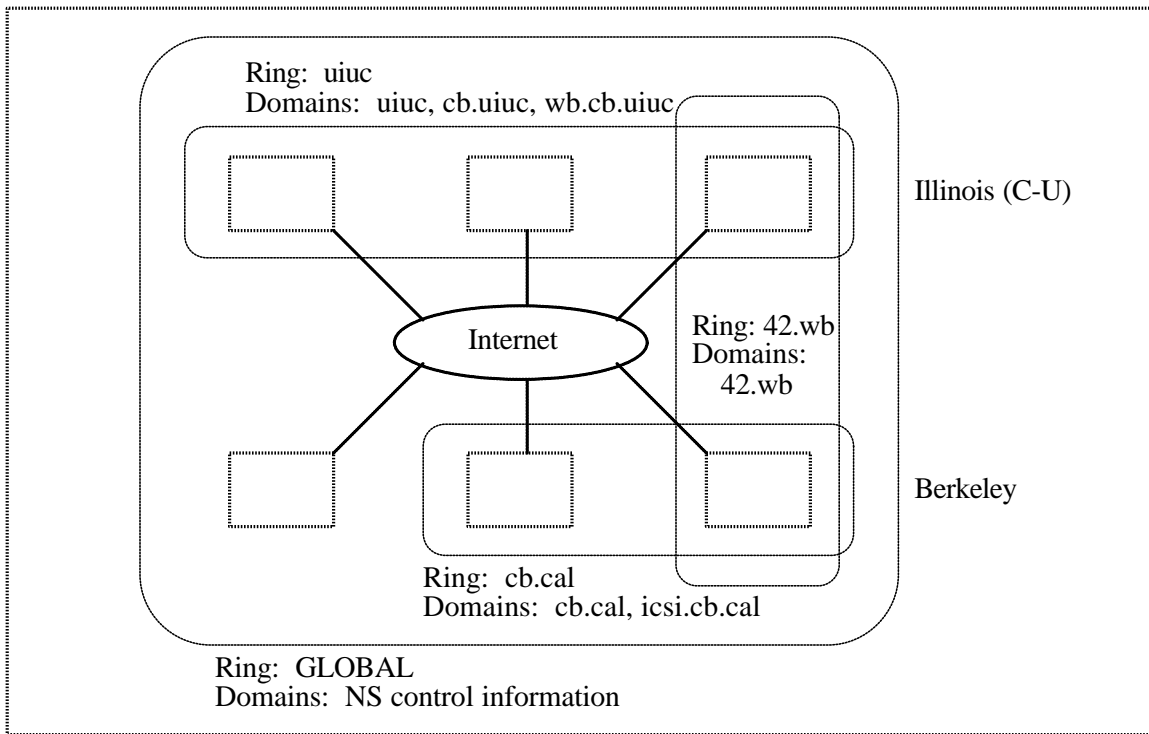 Ring: uiuc
Domains: uiuc, cb.uiuc, wb.cb.uiuc
Illinois (C-U)
Internet
Ring: 42.wb
Domains:
42.wb
Berkeley
Ring: cb.cal
Domains: cb.cal, icsi.cb.cal
Ring: GLOBAL
Domains: NS control information